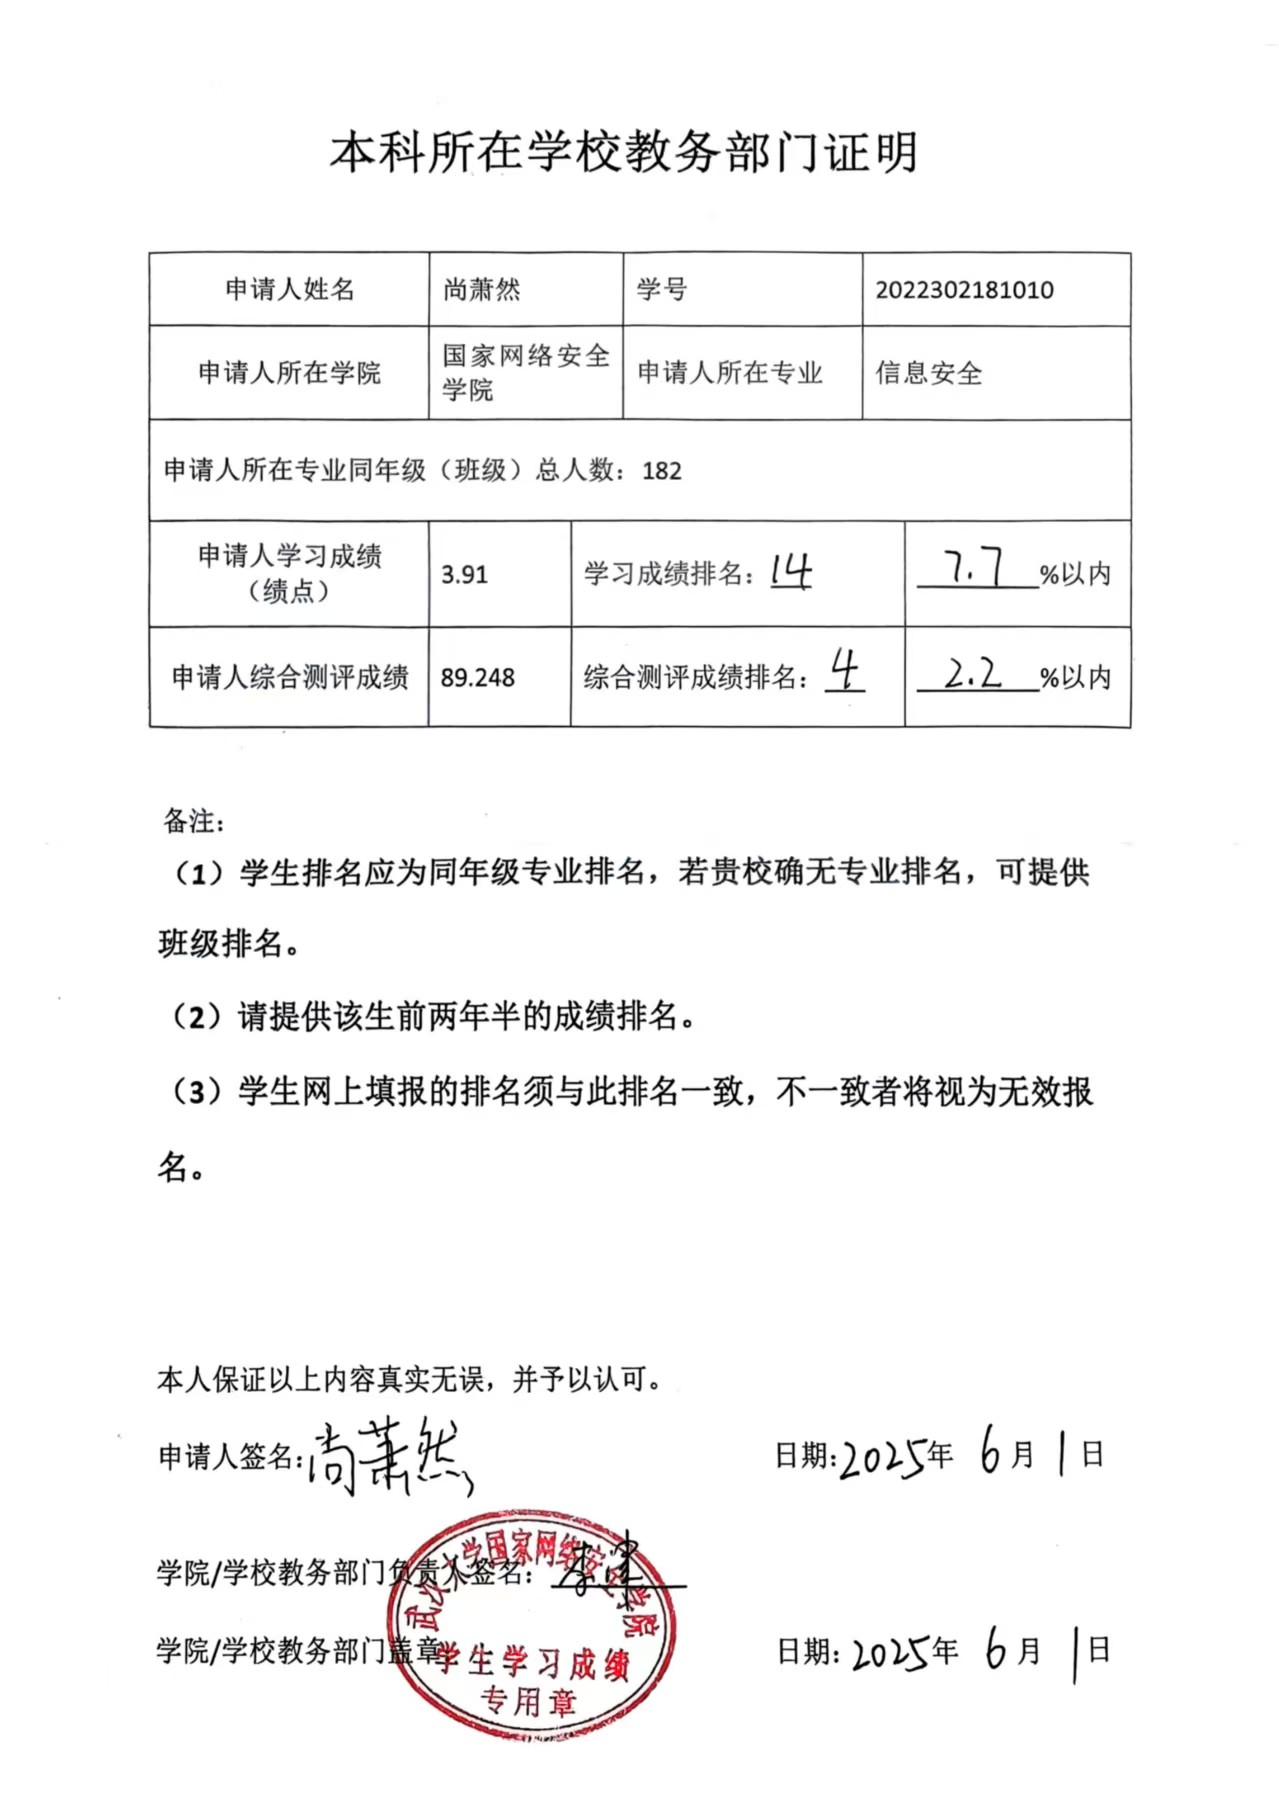 本科所在学校教务部门证明
申请人姓名 尚萧然 学号 2022302181010
申请人所在学院 国家网络安全学院 申请人所在专业 信息安全
申请人所在专业同年级（班级）总人数：182
申请人学习成绩（绩点） 3.91 学习成绩排名：14 7.7%以内
申请人综合测评成绩 89.248 综合测评成绩排名：4 2.2%以内
备注：
（1）学生排名应为同年级专业排名，若贵校确无专业排名，可提供
班级排名。
（2）请提供该生前两年半的成绩排名。
（3）学生网上填报的排名须与此排名一致，不一致者将视为无效报
名。
本人保证以上内容真实无误，并予以认可。
申请人签名：尚萧然 日期：2025年 6月 1日
学院/学校教务部门负责人签名：
学院/学校教务部门盖章： 日期：2025年 6月 1日
武汉大学国家网络安全学院
学生学习成绩
专用章